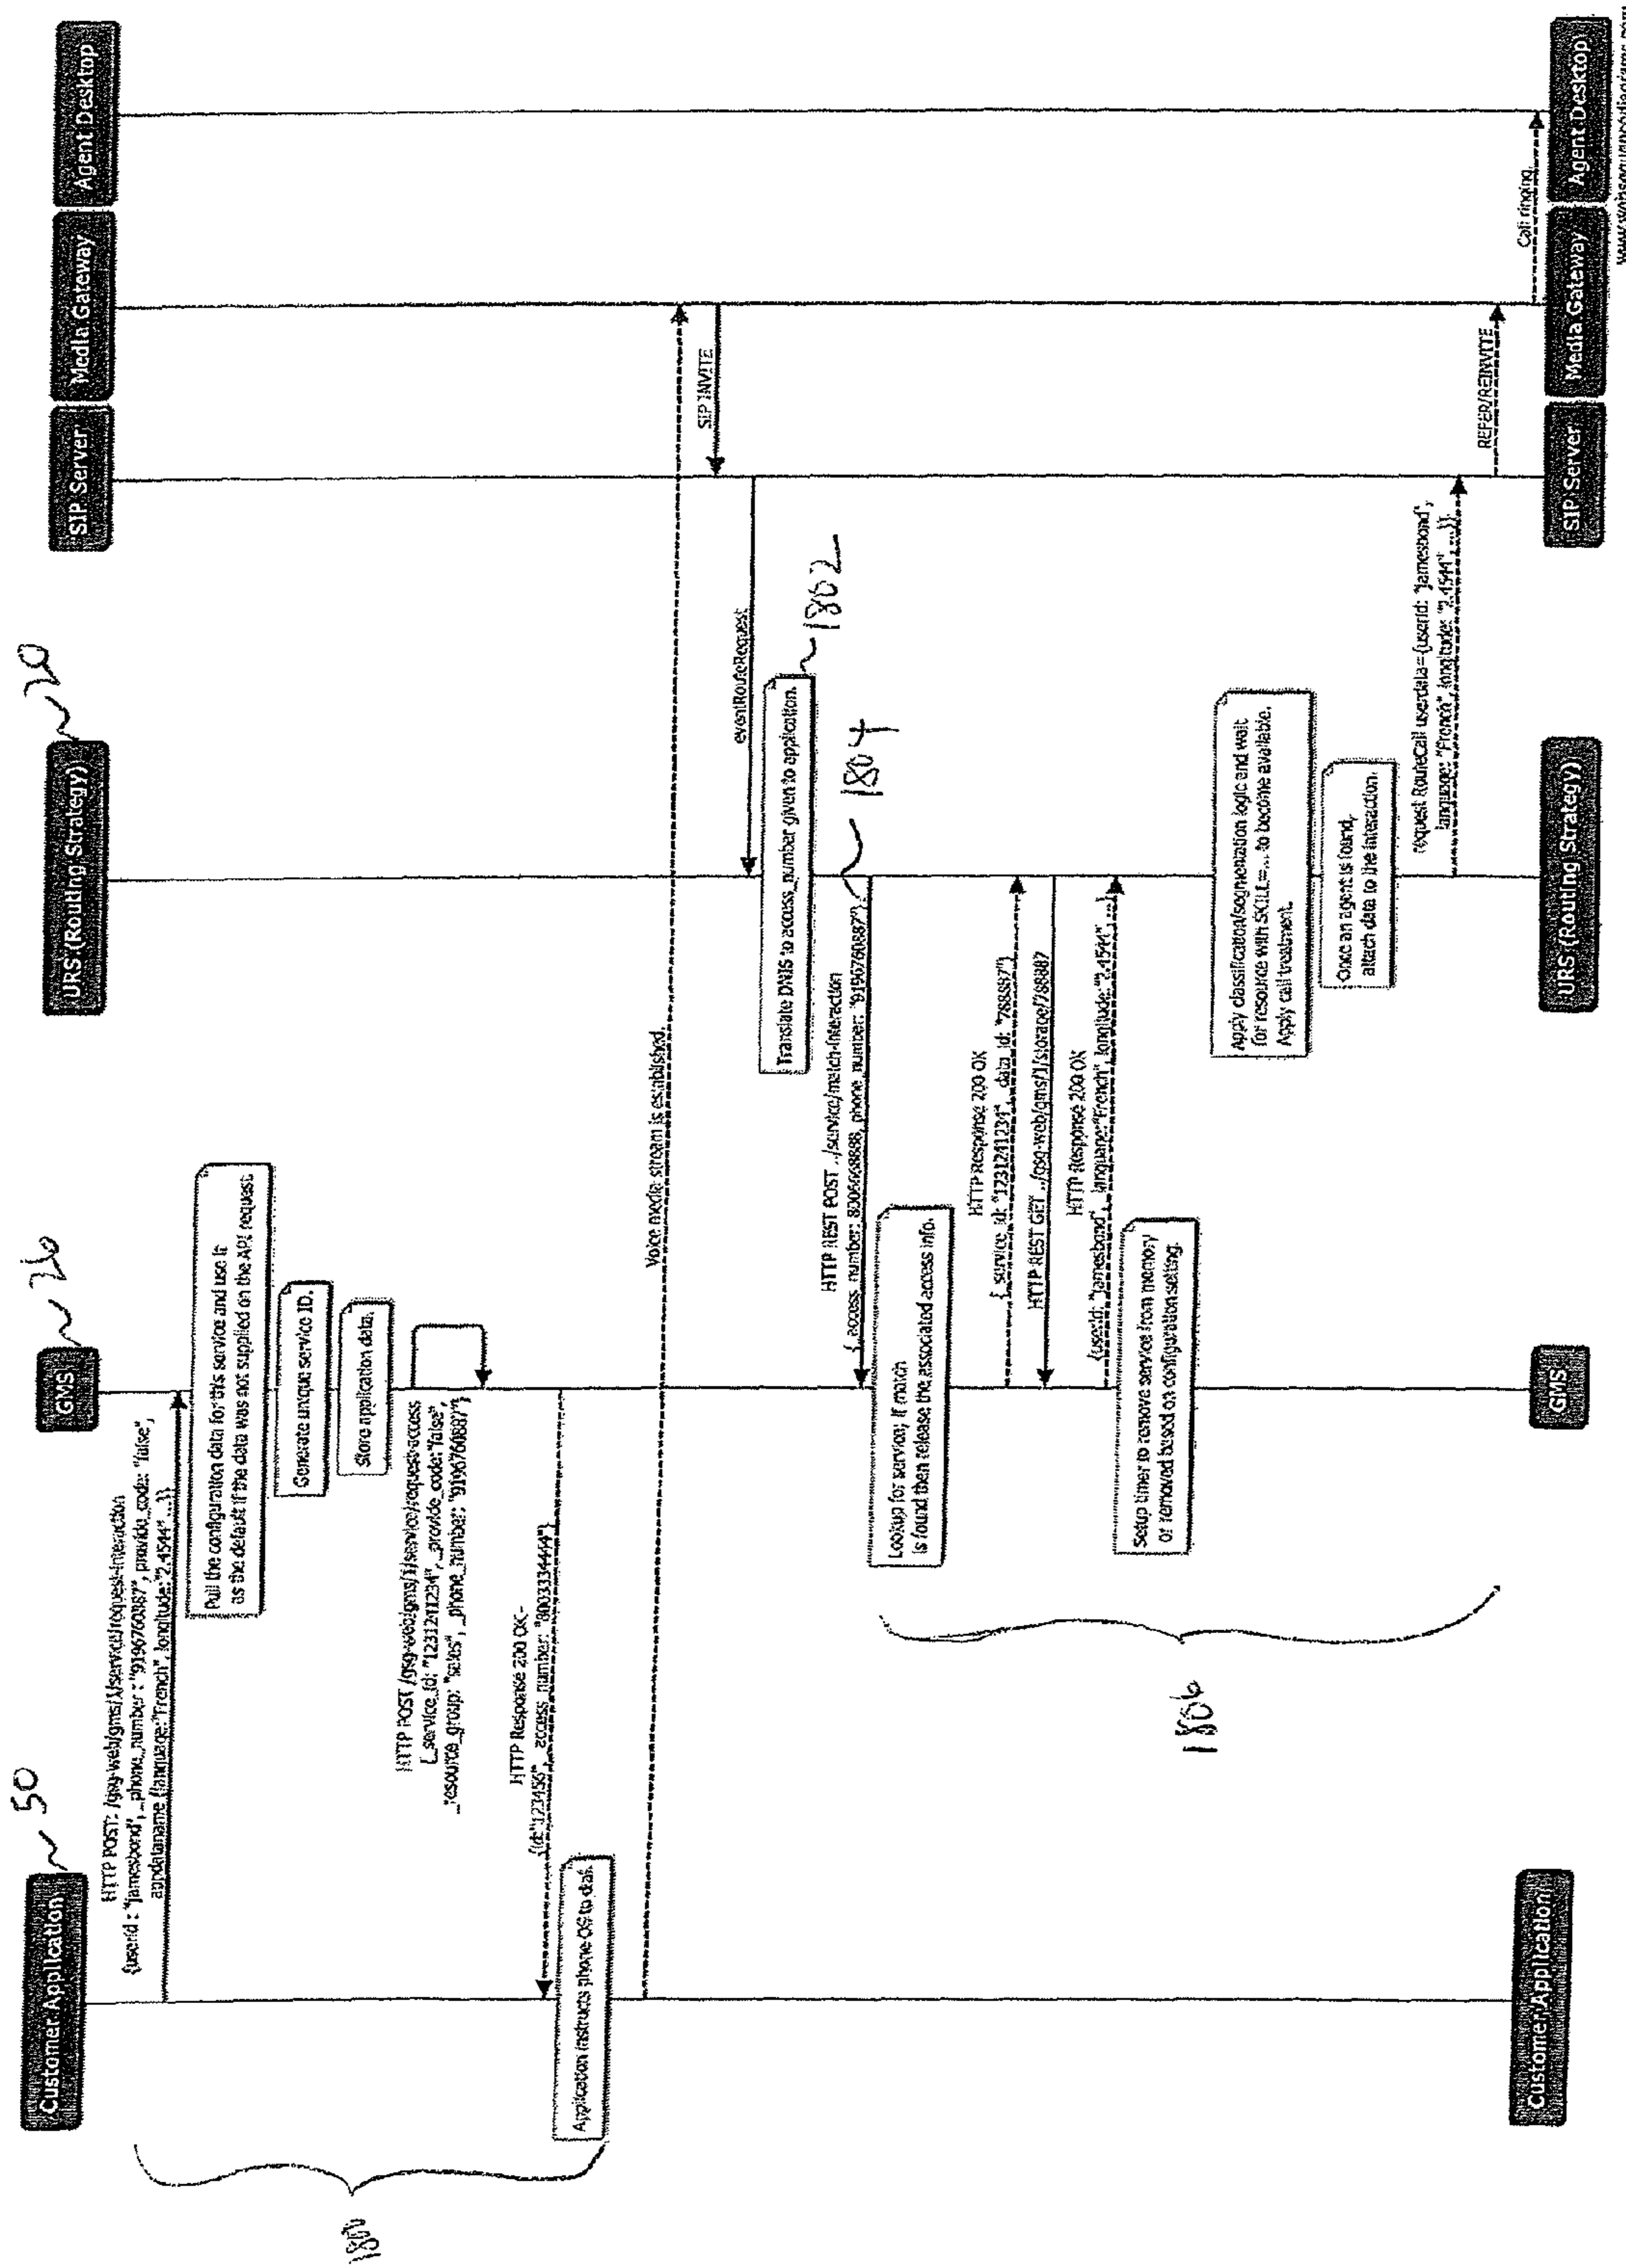 Customer Application
50
GMS
26
URS (Routing Strategy)
20
SIP Server
Media Gateway
Agent Desktop
HTTP POST: /gsg-web/gms/1/service/request-interaction
{userid : "jamesbond", _phone_number : "9196760887", provide_code: "false",
appdataname {language:"French", longitude:"2.4544" ...}}
Pull the configuration data for this service and use it
as the default if the data was not supplied on the API request.
Generate unique service ID.
Store application data.
HTTP POST /gsg-web/gms/1/service/request-access
{_service_id: "1231241234", _provide_code: "false",
_resource_group: "sales", _phone_number: "9196760887"}
HTTP Response 200 OK-
{id:"123456", _access_number: "8003334444"}
Application instructs phone OS to dial.
1800
Voice media stream is established.
SIP INVITE
eventRouteRequest
Translate DNIS to access_number given to application.
1802
1804
HTTP REST POST ../service/match-interaction
{_access_number: 8006668888, phone_number: "9196760887"}
Lookup for service; if match
is found then release the associated access info.
HTTP Response 200 OK
{_service_id: "1231241234", _data_id: "788887"}
HTTP REST GET ../gsg-web/gms/1/storage/788887
HTTP Response 200 OK
{userid: "jamesbond", language:"French", longitude:"2.4544", ...}
Setup timer to remove service from memory
or removed based on configuration setting.
1806
Apply classification/segmentation logic and wait
for resource with SKILL=... to become available.
Apply call treatment.
Once an agent is found,
attach data to the interaction.
request RouteCall userdata={userid: "jamesbond",
language: "French", longitude: "2.4544", ...}}
REFER/REINVITE
Call ringing.
Customer Application
GMS
URS (Routing Strategy)
SIP Server
Media Gateway
Agent Desktop
www.websequencediagrams.com